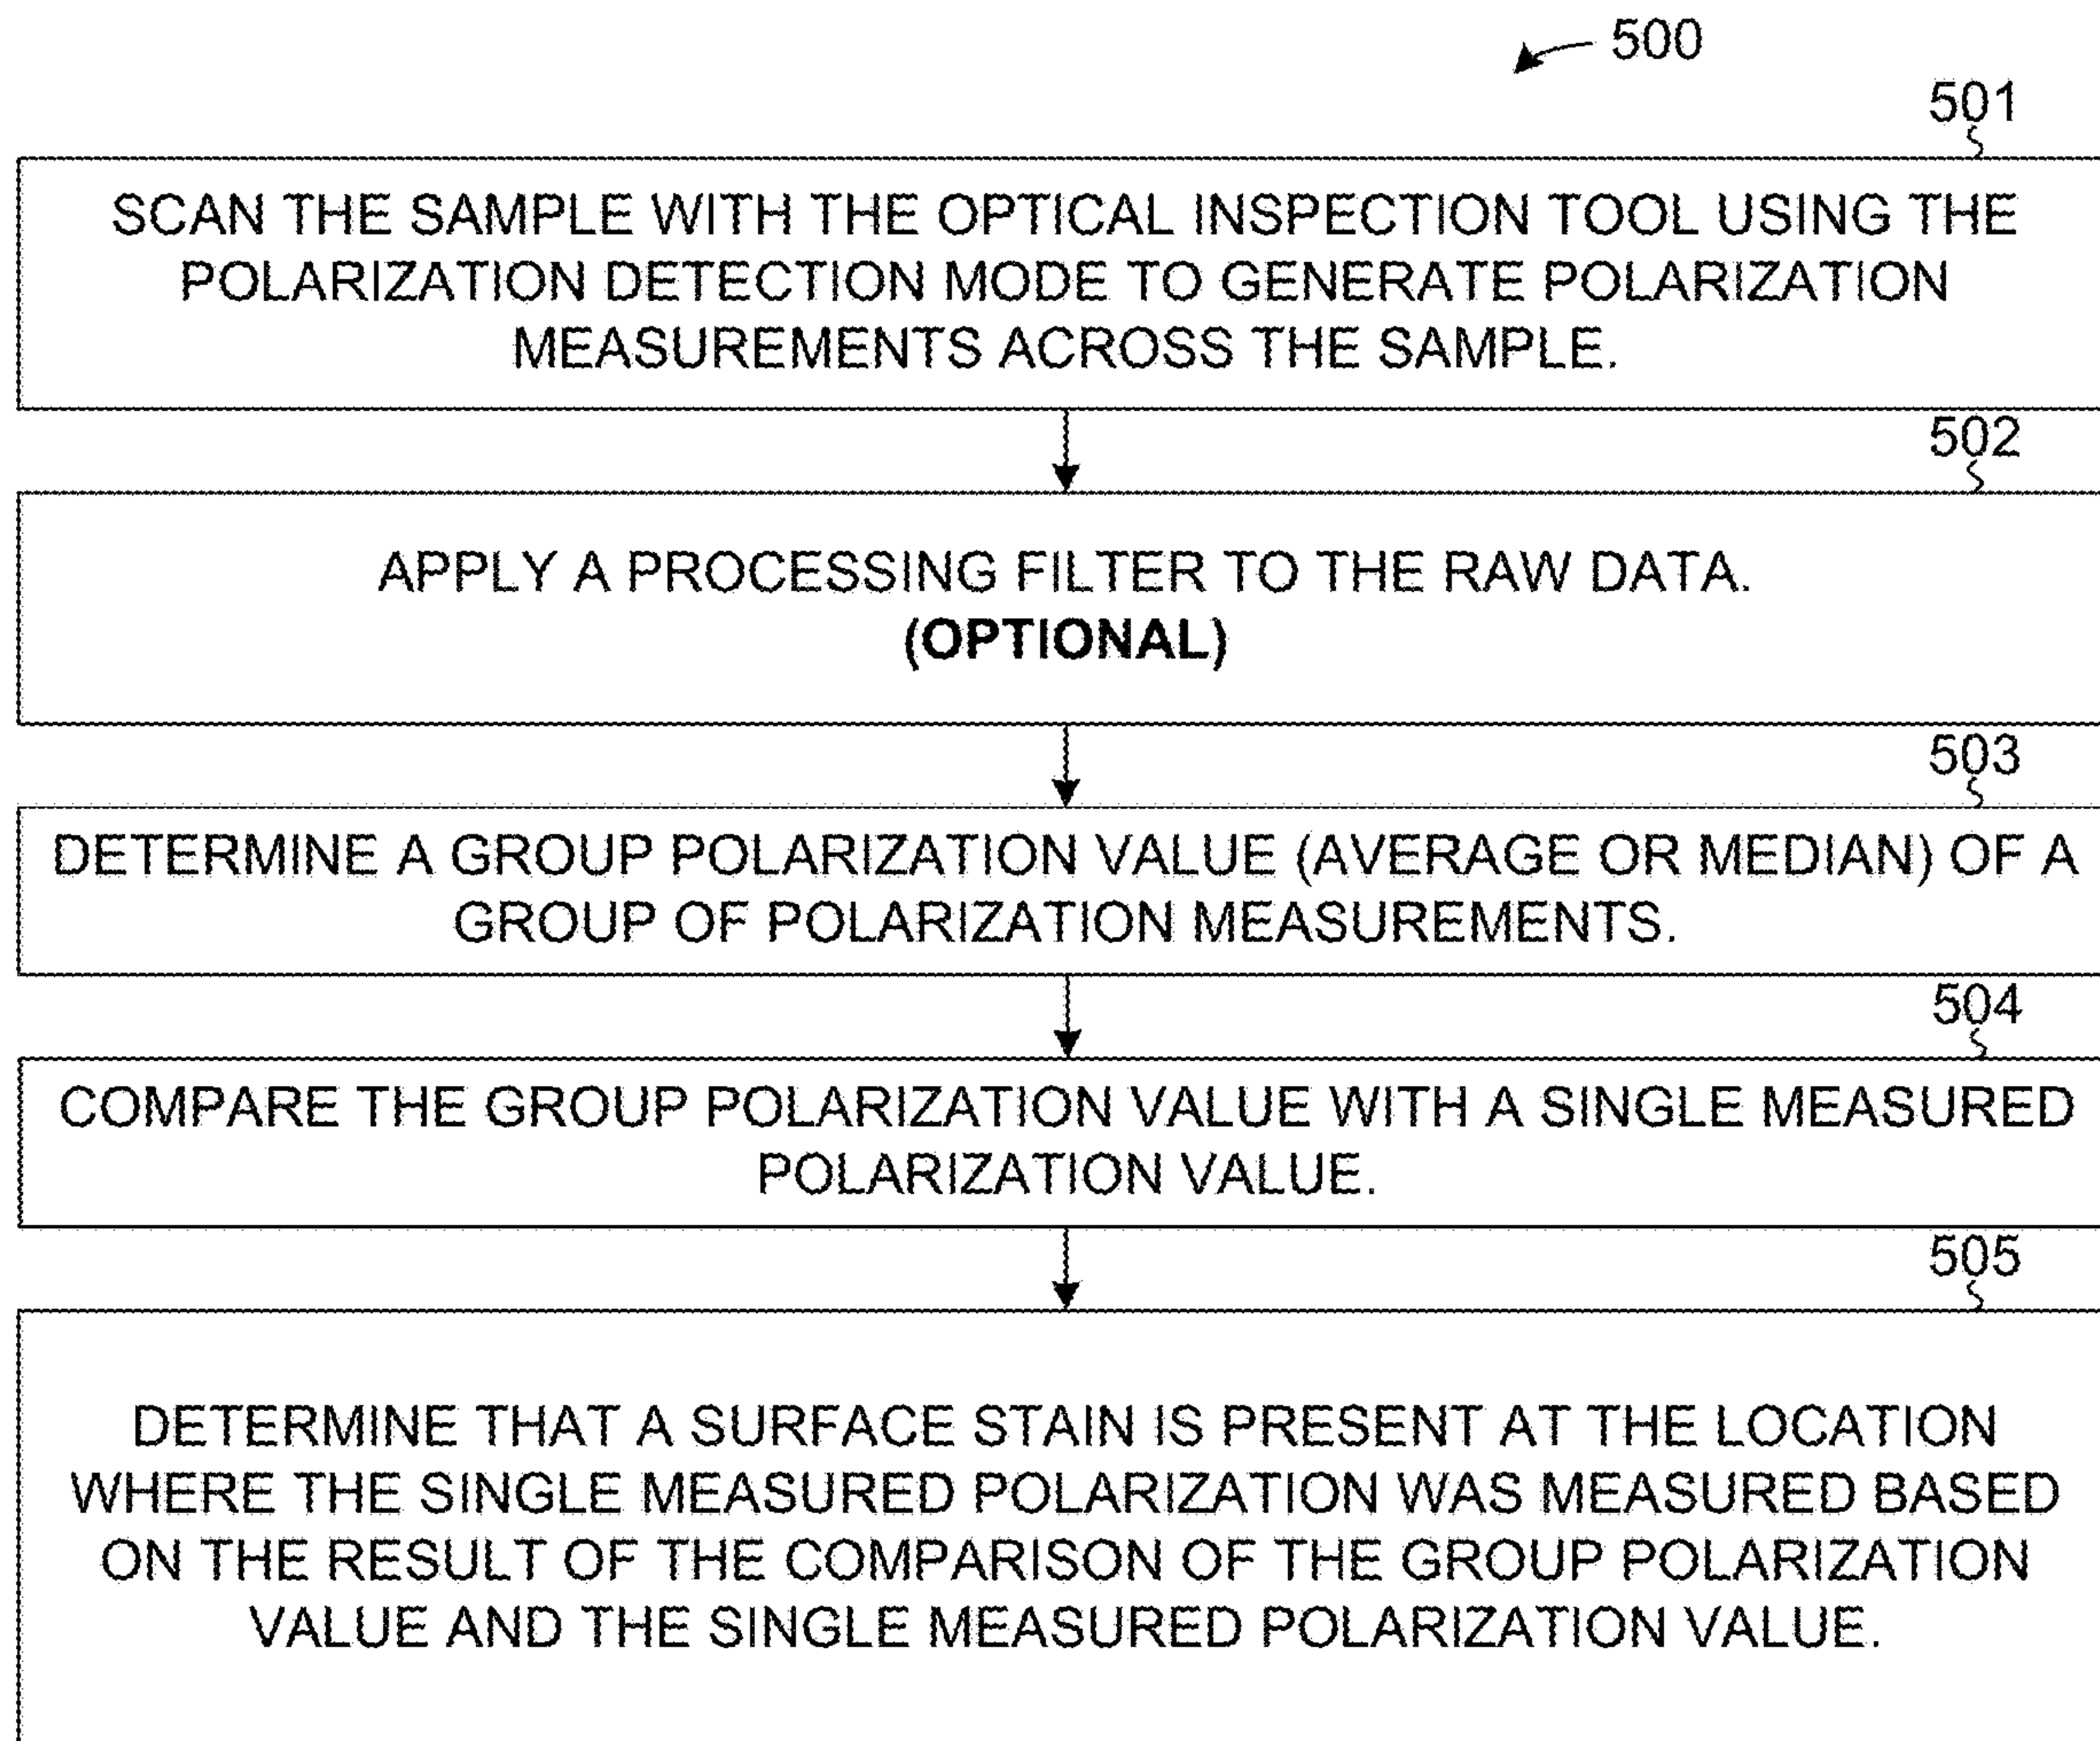 500
501
SCAN THE SAMPLE WITH THE OPTICAL INSPECTION TOOL USING THE
POLARIZATION DETECTION MODE TO GENERATE POLARIZATION
MEASUREMENTS ACROSS THE SAMPLE.
502
APPLY A PROCESSING FILTER TO THE RAW DATA.
(OPTIONAL)
503
DETERMINE A GROUP POLARIZATION VALUE (AVERAGE OR MEDIAN) OF A
GROUP OF POLARIZATION MEASUREMENTS.
504
COMPARE THE GROUP POLARIZATION VALUE WITH A SINGLE MEASURED
POLARIZATION VALUE.
505
DETERMINE THAT A SURFACE STAIN IS PRESENT AT THE LOCATION
WHERE THE SINGLE MEASURED POLARIZATION WAS MEASURED BASED
ON THE RESULT OF THE COMPARISON OF THE GROUP POLARIZATION
VALUE AND THE SINGLE MEASURED POLARIZATION VALUE.